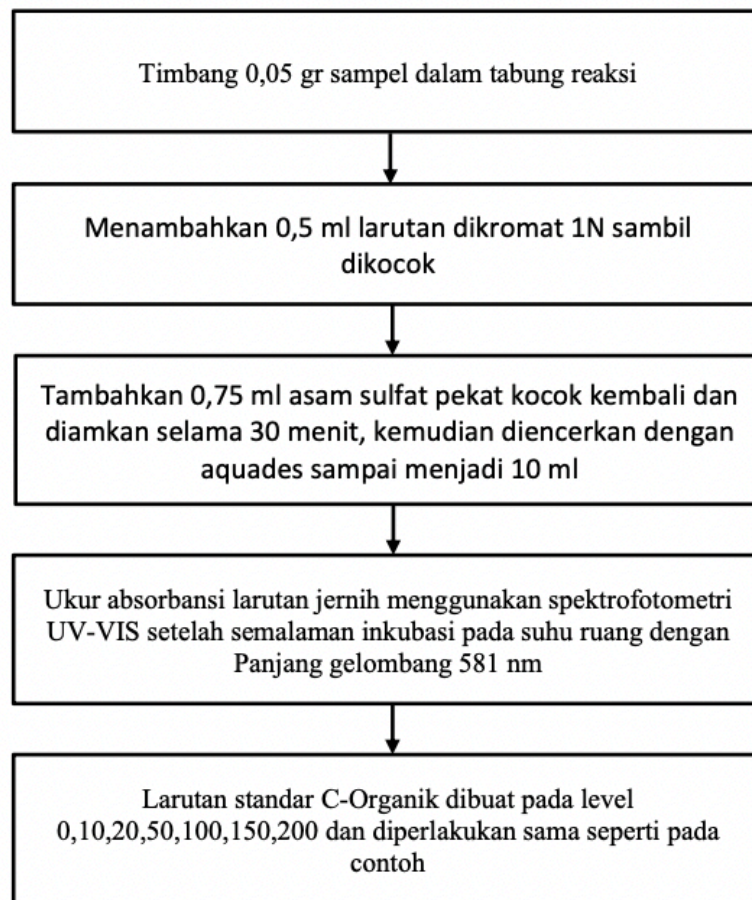 Timbang 0,05 gr sampel dalam tabung reaksi
Menambahkan 0,5 ml larutan dikromat 1N sambil
dikocok
Tambahkan 0,75 ml asam sulfat pekat kocok kembali dan
diamkan selama 30 menit, kemudian diencerkan dengan
aquades sampai menjadi 10 ml
Ukur absorbansi larutan jernih menggunakan spektrofotometri
UV-VIS setelah semalaman inkubasi pada suhu ruang dengan
Panjang gelombang 581 nm
Larutan standar C-Organik dibuat pada level
0,10,20,50,100,150,200 dan diperlakukan sama seperti pada
contoh